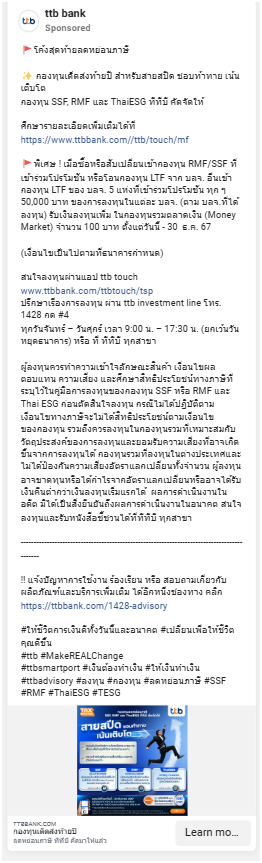 ttb bank
Sponsored
🚩โค้งสุดท้ายลดหย่อนภาษี
✨ กองทุนเด็ดส่งท้ายปี สำหรับสายสปีด ชอบท้าทาย เน้น
เติบโต
กองทุน SSF, RMF และ ThaiESG ที่ทีทีบี คัดจัดให้
ศึกษารายละเอียดเพิ่มเติมได้ที่
https://www.ttbbank.com/ttb/touch/mf
🚩พิเศษ ! เมื่อซื้อหรือสับเปลี่ยนเข้ากองทุน RMF/SSF ที่
เข้าร่วมโปรโมชัน หรือโอนกองทุน LTF จาก บลจ. อื่นเข้า
กองทุน LTF ของ บลจ. 5 แห่งที่เข้าร่วมโปรโมชัน ทุก ๆ
50,000 บาท ของการลงทุนในแต่ละ บลจ. (ตาม บลจ.ที่ได้
ลงทุน) รับเงินลงทุนเพิ่ม ในกองทุนรวมตลาดเงิน (Money
Market) จำนวน 100 บาท ตั้งแต่วันนี้ - 30 ธ.ค. 67
(เงื่อนไขเป็นไปตามที่ธนาคารกำหนด)
สนใจลงทุนผ่านแอป ttb touch
www.ttbbank.com/ttbtouch/tsp
ปรึกษาเรื่องการลงทุน ผ่าน ttb investment line โทร.
1428 กด #4
ทุกวันจันทร์ – วันศุกร์ เวลา 9:00 น. – 17:30 น. (ยกเว้นวัน
หยุดธนาคาร) หรือ ที่ ทีทีบี ทุกสาขา
ผู้ลงทุนควรทำความเข้าใจลักษณะสินค้า เงื่อนไขผล
ตอบแทน ความเสี่ยง และศึกษาสิทธิประโยชน์ทางภาษีที่
ระบุไว้ในคู่มือการลงทุนของกองทุน SSF หรือ RMF และ
Thai ESG ก่อนตัดสินใจลงทุน กรณีไม่ได้ปฏิบัติตาม
เงื่อนไขทางภาษีจะไม่ได้สิทธิประโยชน์ตามเงื่อนไข
ของกองทุน รวมถึงควรลงทุนในกองทุนรวมที่เหมาะสมกับ
วัตถุประสงค์ของการลงทุนและยอมรับความเสี่ยงที่อาจเกิด
ขึ้นจากการลงทุนได้ กองทุนรวมที่ลงทุนในต่างประเทศและ
ไม่ได้ป้องกันความเสี่ยงอัตราแลกเปลี่ยนทั้งจำนวน ผู้ลงทุน
อาจขาดทุนหรือได้กำไรจากอัตราแลกเปลี่ยนหรืออาจได้รับ
เงินคืนต่ำกว่าเงินลงทุนเริ่มแรกได้ ผลการดำเนินงานใน
อดีต มิได้เป็นสิ่งยืนยันถึงผลการดำเนินงานในอนาคต สนใจ
ลงทุนและรับหนังสือชี้ชวนได้ที่ทีทีบี ทุกสาขา
------------------------------------------------------------------------
-------
!! แจ้งปัญหาการใช้งาน ร้องเรียน หรือ สอบถามเกี่ยวกับ
ผลิตภัณฑ์และบริการเพิ่มเติม ได้อีกหนึ่งช่องทาง คลิก
https://ttbbank.com/1428-advisory
#ให้ชีวิตการเงินดีทั้งวันนี้และอนาคต #เปลี่ยนเพื่อให้ชีวิต
คุณดีขึ้น
#ttb #MakeREALChange
#ttbsmartport #เงินต้องทำเงิน #ให้เงินทำเงิน
#ttbadvisory #ลงทุน #กองทุน #ลดหย่อนภาษี #SSF
#RMF #ThaiESG #TESG
สายสปีด ชอบท้าทาย
เน้นเติบโต
TTBBANK.COM
กองทุนเด็ดส่งท้ายปี
ลดหย่อนภาษี ที่ทีทีบี คัดมาให้แล้ว
Learn mo...